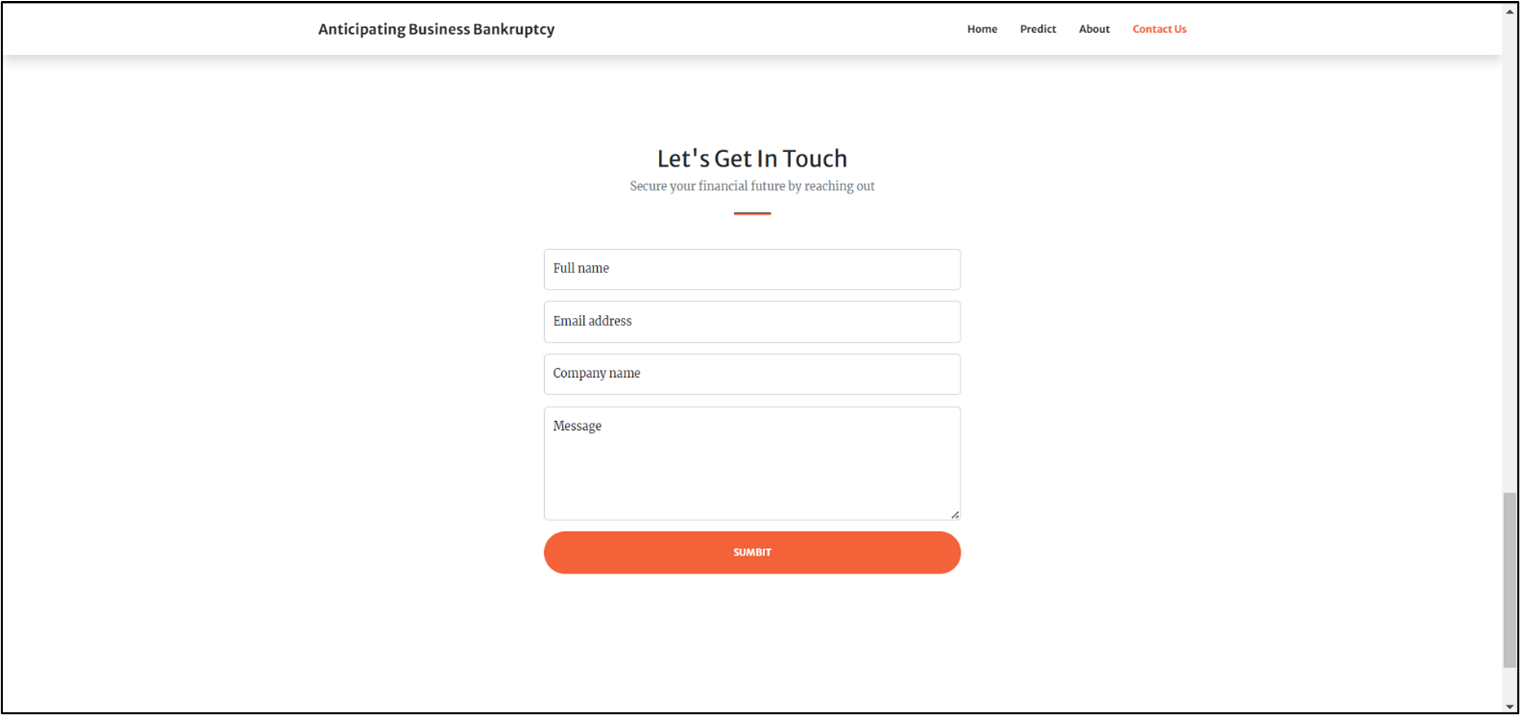 Anticipating Business Bankruptcy
Home Predict About Contact Us
Let's Get In Touch
Secure your financial future by reaching out
Full name
Email address
Company name
Message
SUMBIT